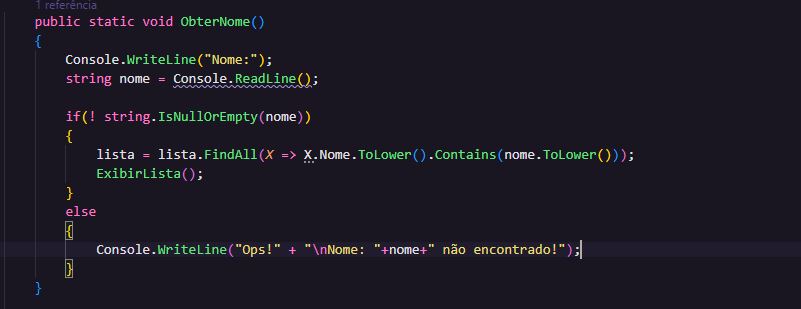 1 referência
public static void ObterNome()
{
Console.WriteLine("Nome:");
string nome = Console.ReadLine();
if(! string.IsNullOrEmpty(nome))
{
lista = lista.FindAll(X => X.Nome.ToLower().Contains(nome.ToLower()));
ExibirLista();
}
else
{
Console.WriteLine("Ops!" + "\nNome: "+nome+" não encontrado!");
}
}